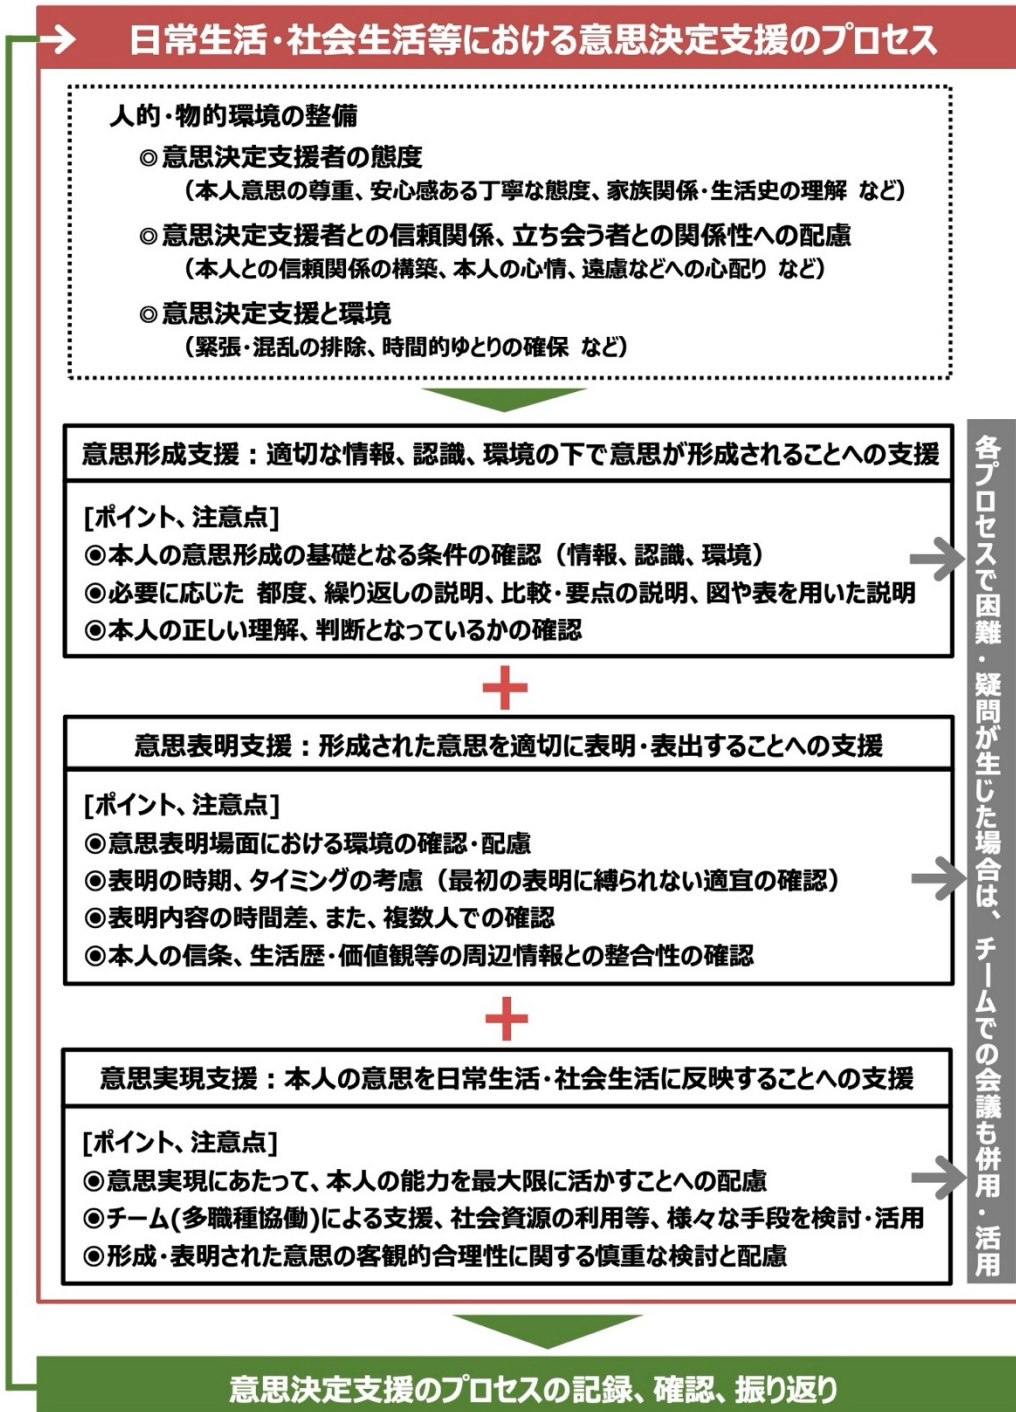 日常生活・社会生活等における意思決定支援のプロセス
人的・物的環境の整備
◎意思決定支援者の態度
（本人意思の尊重、安心感ある丁寧な態度、家族関係・生活史の理解 など）
◎意思決定支援者との信頼関係、立ち会う者との関係性への配慮
（本人との信頼関係の構築、本人の心情、遠慮などへの心配り など）
◎意思決定支援と環境
（緊張・混乱の排除、時間的ゆとりの確保 など）
意思形成支援：適切な情報、認識、環境の下で意思が形成されることへの支援
[ポイント、注意点]
◉本人の意思形成の基礎となる条件の確認（情報、認識、環境）
◉必要に応じた 都度、繰り返しの説明、比較・要点の説明、図や表を用いた説明
◉本人の正しい理解、判断となっているかの確認
＋
意思表明支援：形成された意思を適切に表明・表出することへの支援
[ポイント、注意点]
◉意思表明場面における環境の確認・配慮
◉表明の時期、タイミングの考慮（最初の表明に縛られない適宜の確認）
◉表明内容の時間差、また、複数人での確認
◉本人の信条、生活歴・価値観等の周辺情報との整合性の確認
＋
意思実現支援：本人の意思を日常生活・社会生活に反映することへの支援
[ポイント、注意点]
◉意思実現にあたって、本人の能力を最大限に活かすことへの配慮
◉チーム(多職種協働)による支援、社会資源の利用等、様々な手段を検討・活用
◉形成・表明された意思の客観的合理性に関する慎重な検討と配慮
各プロセスで困難・疑問が生じた場合は、チームでの会議も併用・活用
意思決定支援のプロセスの記録、確認、振り返り